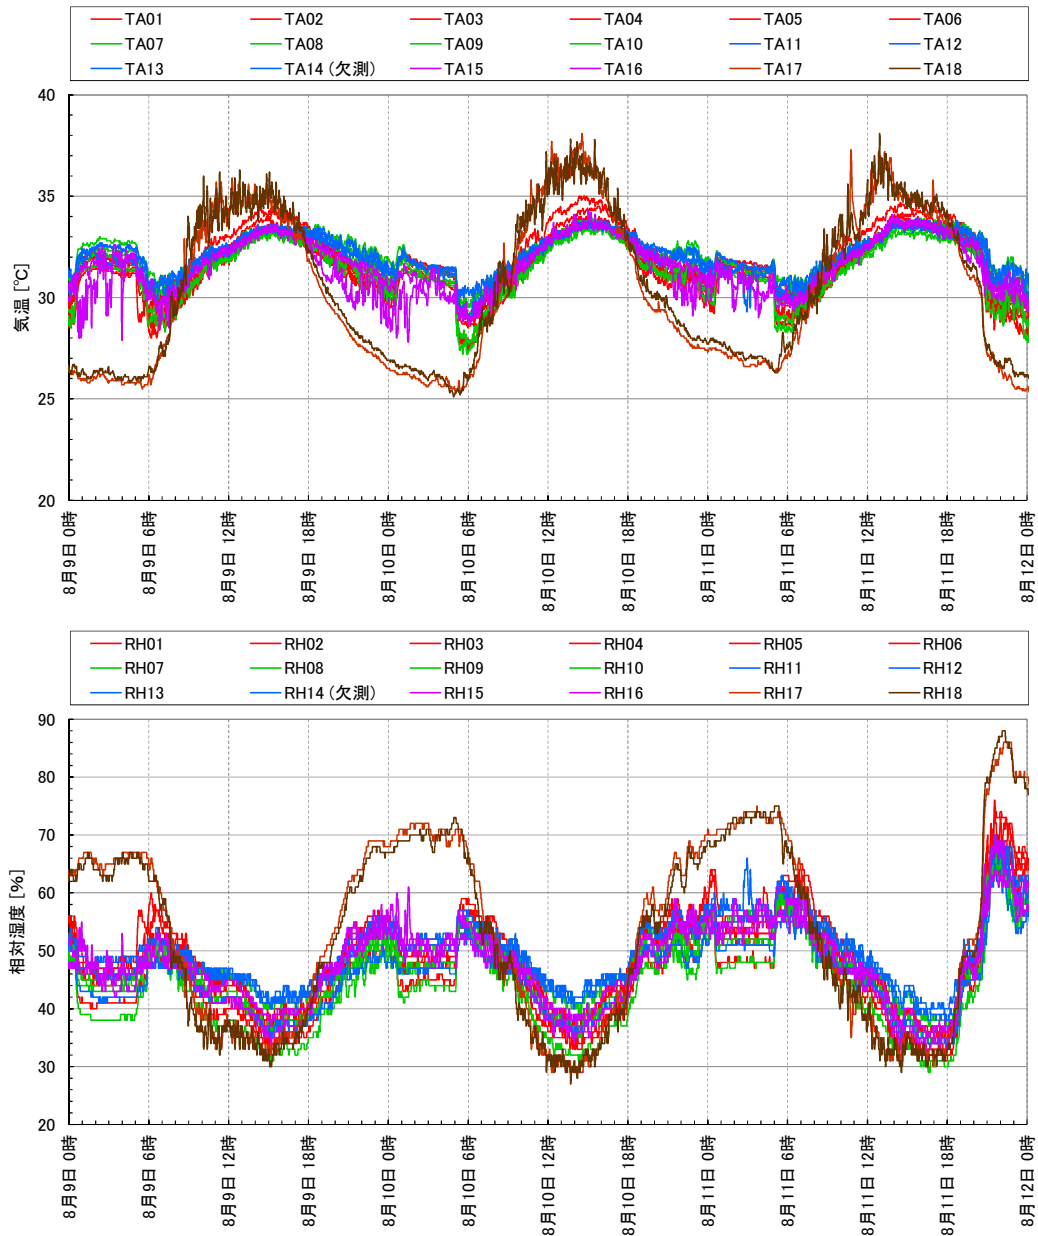 TA01 TA02 TA03 TA04 TA05 TA06
TA07 TA08 TA09 TA10 TA11 TA12
TA13 TA14（欠測） TA15 TA16 TA17 TA18
気温 [℃]
40
35
30
25
20
8月9日 0時
8月9日 6時
8月9日 12時
8月9日 18時
8月10日 0時
8月10日 6時
8月10日 12時
8月10日 18時
8月11日 0時
8月11日 6時
8月11日 12時
8月11日 18時
8月12日 0時
RH01 RH02 RH03 RH04 RH05 RH06
RH07 RH08 RH09 RH10 RH11 RH12
RH13 RH14（欠測） RH15 RH16 RH17 RH18
相対湿度 [%]
90
80
70
60
50
40
30
20
8月9日 0時
8月9日 6時
8月9日 12時
8月9日 18時
8月10日 0時
8月10日 6時
8月10日 12時
8月10日 18時
8月11日 0時
8月11日 6時
8月11日 12時
8月11日 18時
8月12日 0時